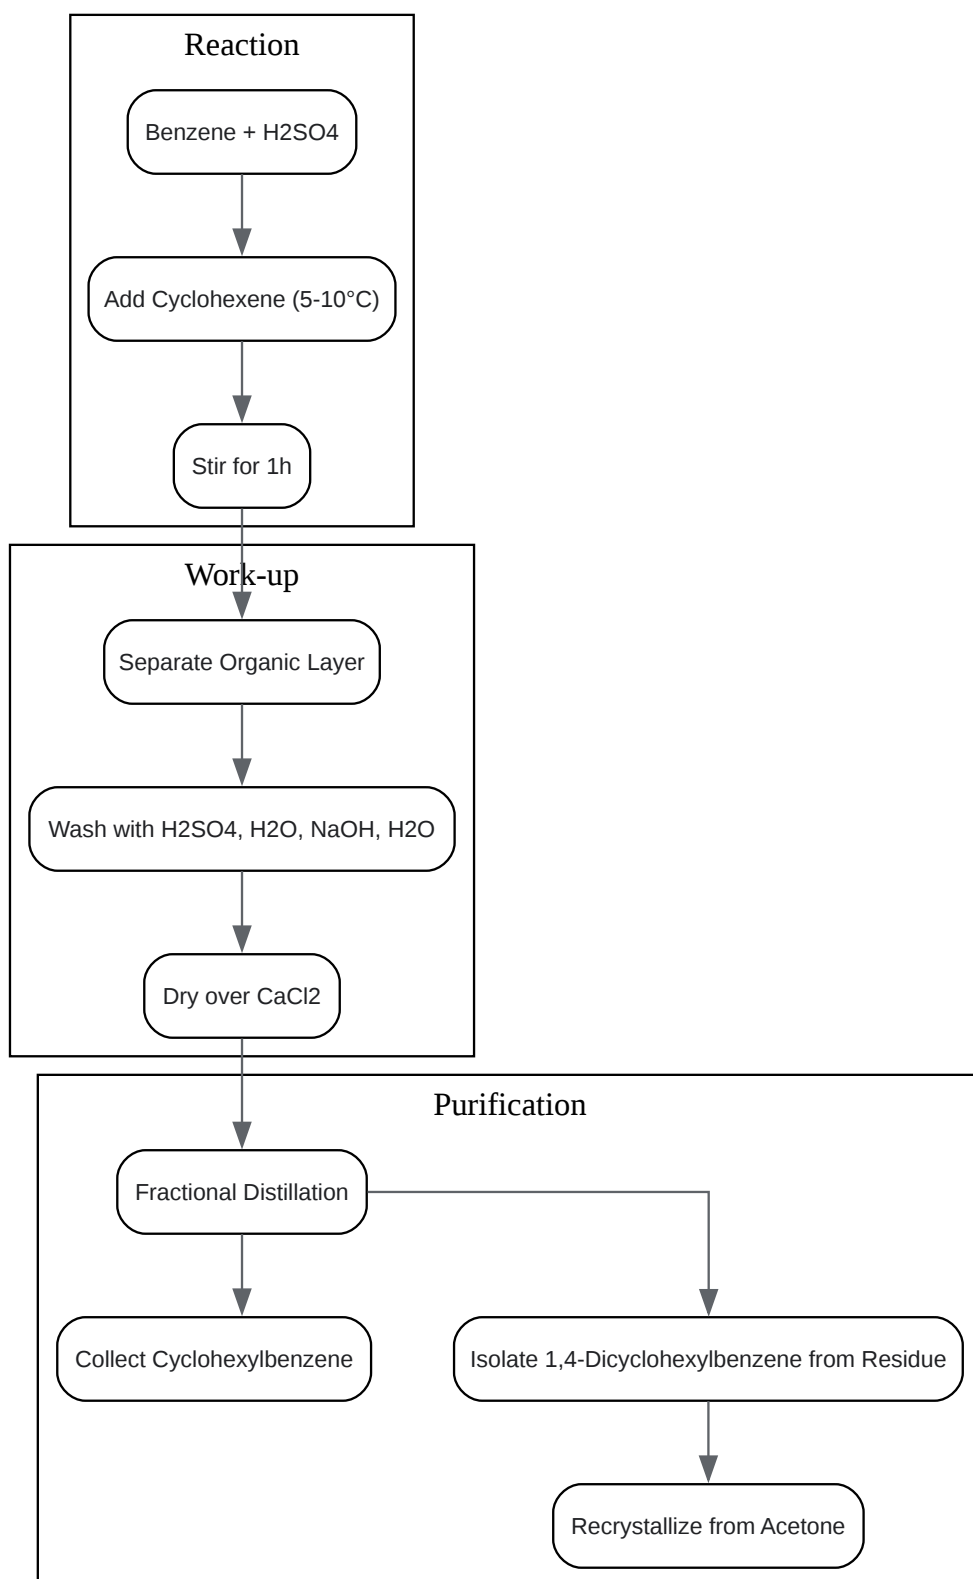 Reaction
Benzene + H2SO4
Add Cyclohexene (5-10°C)
Stir for 1h
Work-up
Separate Organic Layer
Wash with H2SO4, H2O, NaOH, H2O
Dry over CaCl2
Purification
Fractional Distillation
Collect Cyclohexylbenzene
Isolate 1,4-Dicyclohexylbenzene from Residue
Recrystallize from Acetone